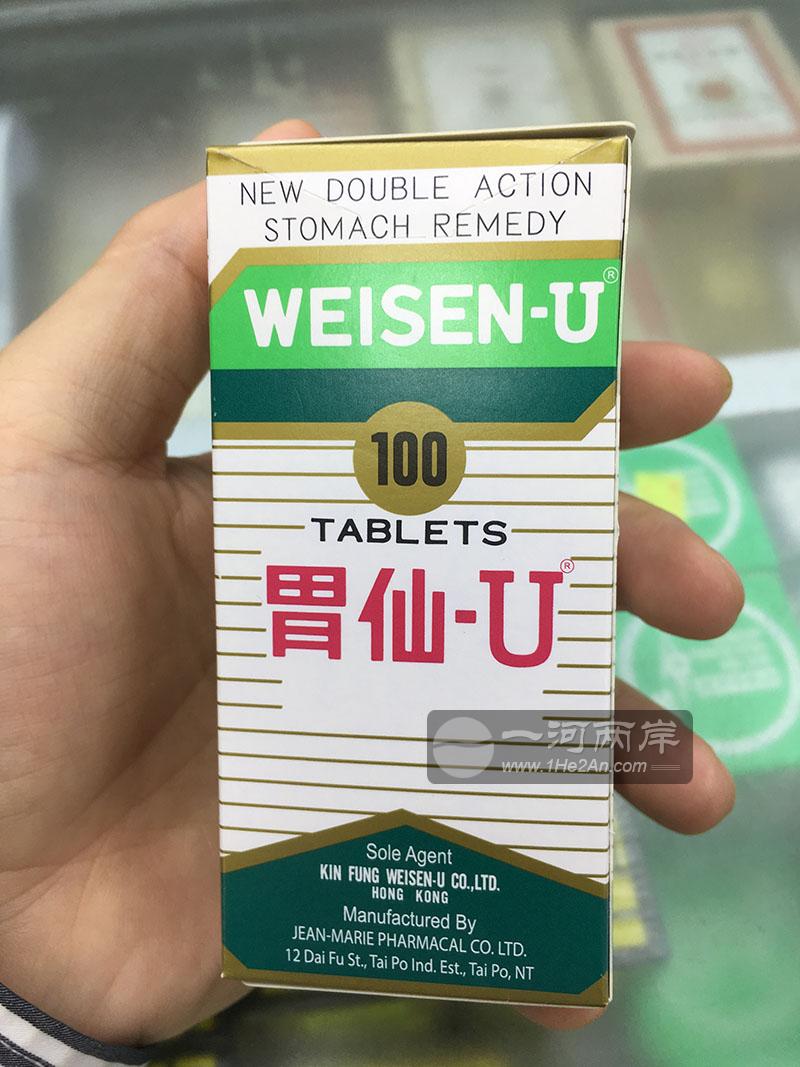 NEW DOUBLE ACTION
STOMACH REMEDY
WEISEN-U®
100
TABLETS
胃仙-U®
一河两岸
www.1He2An.com
Sole Agent
KIN FUNG WEISEN-U CO.,LTD.
HONG KONG
Manufactured By
JEAN-MARIE PHARMACAL CO. LTD.
12 Dai Fu St., Tai Po Ind. Est., Tai Po, NT